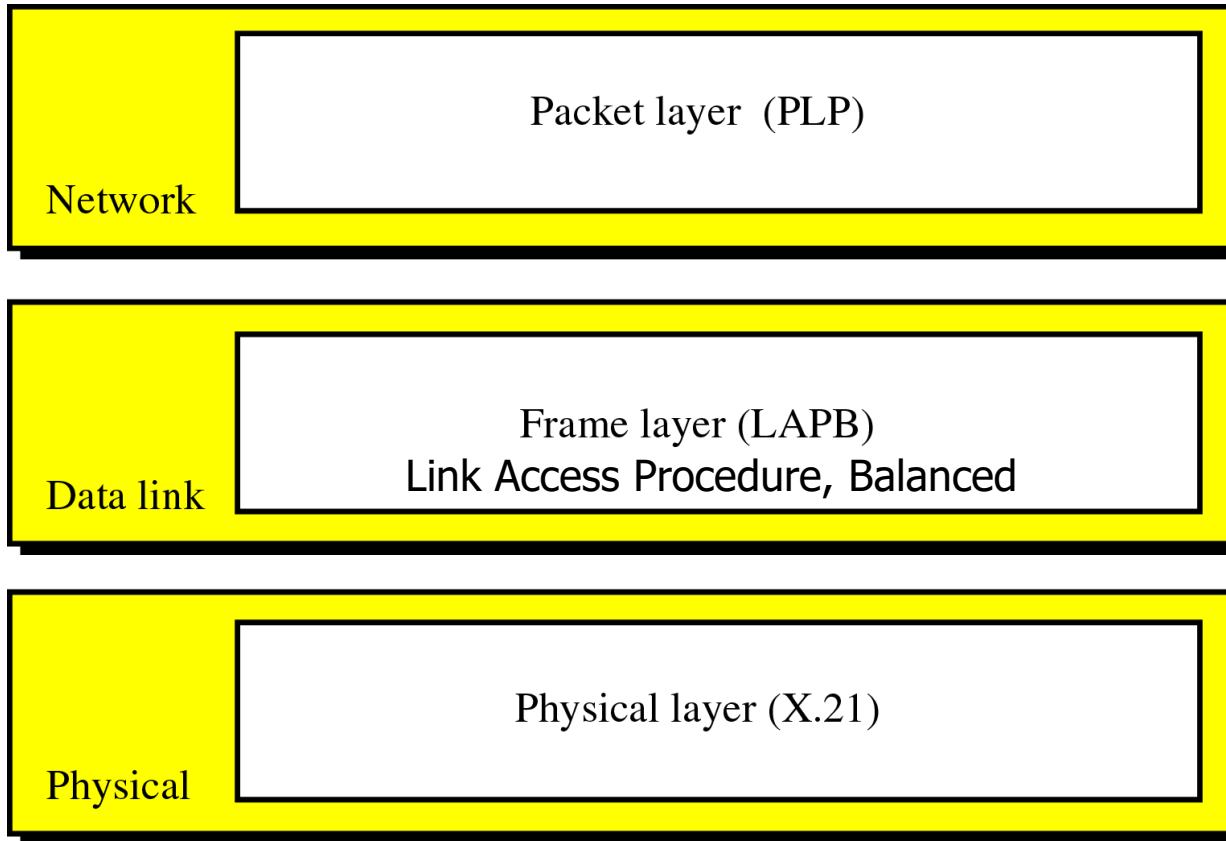 Packet layer (PLP)
Network
Frame layer (LAPB)
Link Access Procedure, Balanced
Data link
Physical layer (X.21)
Physical